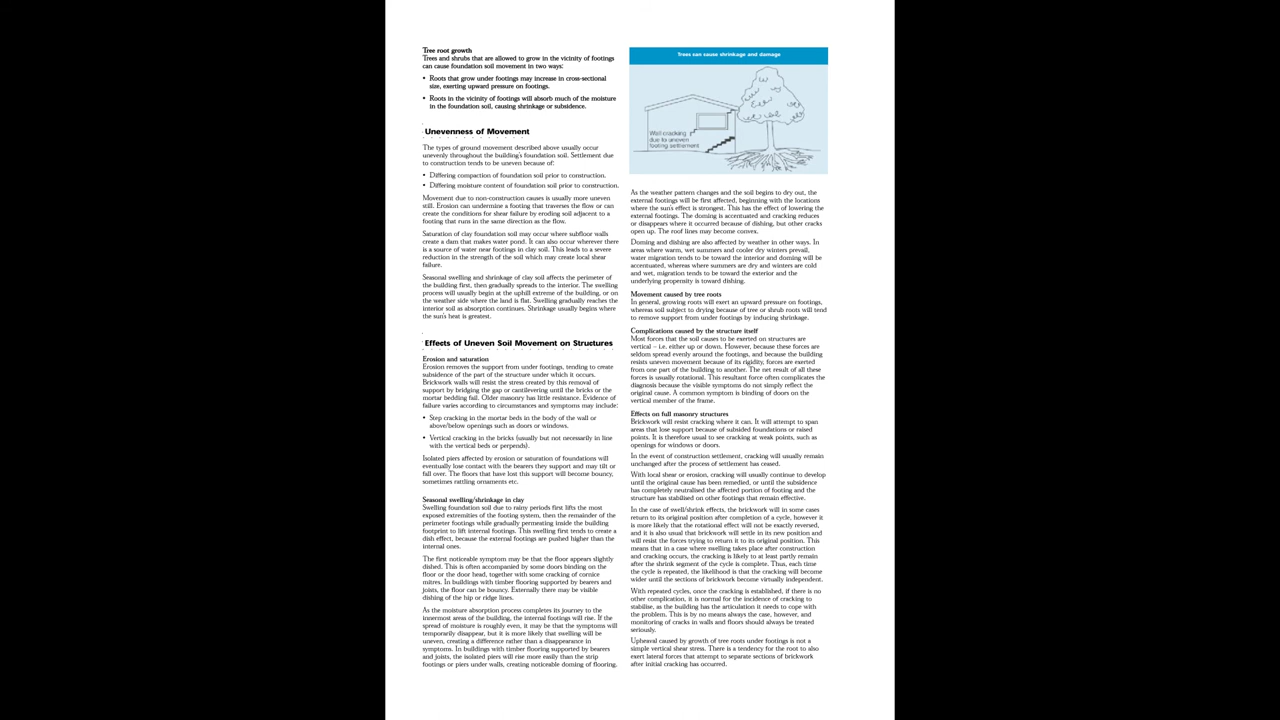 Tree root growth
Trees and shrubs that are allowed to grow in the vicinity of footings
can cause foundation soil movement in two ways:
• Roots that grow under footings may increase in cross-sectional
size, exerting upward pressure on footings.
• Roots in the vicinity of footings will absorb much of the moisture
in the foundation soil, causing shrinkage or subsidence.
Unevenness of Movement
The types of ground movement described above usually occur
unevenly throughout the building's foundation soil. Settlement due
to construction tends to be uneven because of:
• Differing compaction of foundation soil prior to construction.
• Differing moisture content of foundation soil prior to construction.
Movement due to non-construction causes is usually more uneven
still. Erosion can undermine a footing that traverses the flow or can
create the conditions for shear failure by eroding soil adjacent to a
footing that runs in the same direction as the flow.
Saturation of clay foundation soil may occur where subfloor walls
create a dam that makes water pond. It can also occur wherever there
is a source of water near footings in clay soil. This leads to a severe
reduction in the strength of the soil which may create local shear
failure.
Seasonal swelling and shrinkage of clay soil affects the perimeter of
the building first, then gradually spreads to the interior. The swelling
process will usually begin at the uphill extreme of the building, or on
the weather side where the land is flat. Swelling gradually reaches the
interior soil as absorption continues. Shrinkage usually begins where
the sun's heat is greatest.
Effects of Uneven Soil Movement on Structures
Erosion and saturation
Erosion removes the support from under footings, tending to create
subsidence of the part of the structure under which it occurs.
Brickwork walls will resist the stress created by this removal of
support by bridging the gap or cantilevering until the bricks or the
mortar bedding fail. Older masonry has little resistance. Evidence of
failure varies according to circumstances and symptoms may include:
• Step cracking in the mortar beds in the body of the wall or
above/below openings such as doors or windows.
• Vertical cracking in the bricks (usually but not necessarily in line
with the vertical beds or perpends).
Isolated piers affected by erosion or saturation of foundations will
eventually lose contact with the bearers they support and may tilt or
fall over. The floors that have lost this support will become bouncy,
sometimes rattling ornaments etc.
Seasonal swelling/shrinkage in clay
Swelling foundation soil due to rainy periods first lifts the most
exposed extremities of the footing system, then the remainder of the
perimeter footings while gradually permeating inside the building
footprint to lift internal footings. This swelling first tends to create a
dish effect, because the external footings are pushed higher than the
internal ones.
The first noticeable symptom may be that the floor appears slightly
dished. This is often accompanied by some doors binding on the
floor or the door head, together with some cracking of cornice
mitres. In buildings with timber flooring supported by bearers and
joists, the floor can be bouncy. Externally there may be visible
dishing of the hip or ridge lines.
As the moisture absorption process completes its journey to the
innermost areas of the building, the internal footings will rise. If the
spread of moisture is roughly even, it may be that the symptoms will
temporarily disappear, but it is more likely that swelling will be
uneven, creating a difference rather than a disappearance in
symptoms. In buildings with timber flooring supported by bearers
and joists, the isolated piers will rise more easily than the strip
footings or piers under walls, creating noticeable doming of flooring.
Trees can cause shrinkage and damage
Wall cracking
due to uneven
footing settlement
As the weather pattern changes and the soil begins to dry out, the
external footings will be first affected, beginning with the locations
where the sun's effect is strongest. This has the effect of lowering the
external footings. The doming is accentuated and cracking reduces
or disappears where it occurred because of dishing, but other cracks
open up. The roof lines may become convex.
Doming and dishing are also affected by weather in other ways. In
areas where warm, wet summers and cooler dry winters prevail,
water migration tends to be toward the interior and doming will be
accentuated, whereas where summers are dry and winters are cold
and wet, migration tends to be toward the exterior and the
underlying propensity is toward dishing.
Movement caused by tree roots
In general, growing roots will exert an upward pressure on footings,
whereas soil subject to drying because of tree or shrub roots will tend
to remove support from under footings by inducing shrinkage.
Complications caused by the structure itself
Most forces that the soil causes to be exerted on structures are
vertical – i.e. either up or down. However, because these forces are
seldom spread evenly around the footings, and because the building
resists uneven movement because of its rigidity, forces are exerted
from one part of the building to another. The net result of all these
forces is usually rotational. This resultant force often complicates the
diagnosis because the visible symptoms do not simply reflect the
original cause. A common symptom is binding of doors on the
vertical member of the frame.
Effects on full masonry structures
Brickwork will resist cracking where it can. It will attempt to span
areas that lose support because of subsided foundations or raised
points. It is therefore usual to see cracking at weak points, such as
openings for windows or doors.
In the event of construction settlement, cracking will usually remain
unchanged after the process of settlement has ceased.
With local shear or erosion, cracking will usually continue to develop
until the original cause has been remedied, or until the subsidence
has completely neutralised the affected portion of footing and the
structure has stabilised on other footings that remain effective.
In the case of swell/shrink effects, the brickwork will in some cases
return to its original position after completion of a cycle, however it
is more likely that the rotational effect will not be exactly reversed,
and it is also usual that brickwork will settle in its new position and
will resist the forces trying to return it to its original position. This
means that in a case where swelling takes place after construction
and cracking occurs, the cracking is likely to at least partly remain
after the shrink segment of the cycle is complete. Thus, each time
the cycle is repeated, the likelihood is that the cracking will become
wider until the sections of brickwork become virtually independent.
With repeated cycles, once the cracking is established, if there is no
other complication, it is normal for the incidence of cracking to
stabilise, as the building has the articulation it needs to cope with
the problem. This is by no means always the case, however, and
monitoring of cracks in walls and floors should always be treated
seriously.
Upheaval caused by growth of tree roots under footings is not a
simple vertical shear stress. There is a tendency for the root to also
exert lateral forces that attempt to separate sections of brickwork
after initial cracking has occurred.